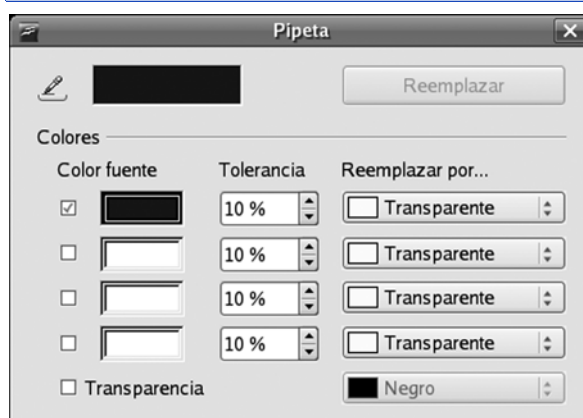 Pipeta
Reemplazar
Colores
Color fuente Tolerancia Reemplazar por...
10 % Transparente
10 % Transparente
10 % Transparente
10 % Transparente
Transparencia Negro